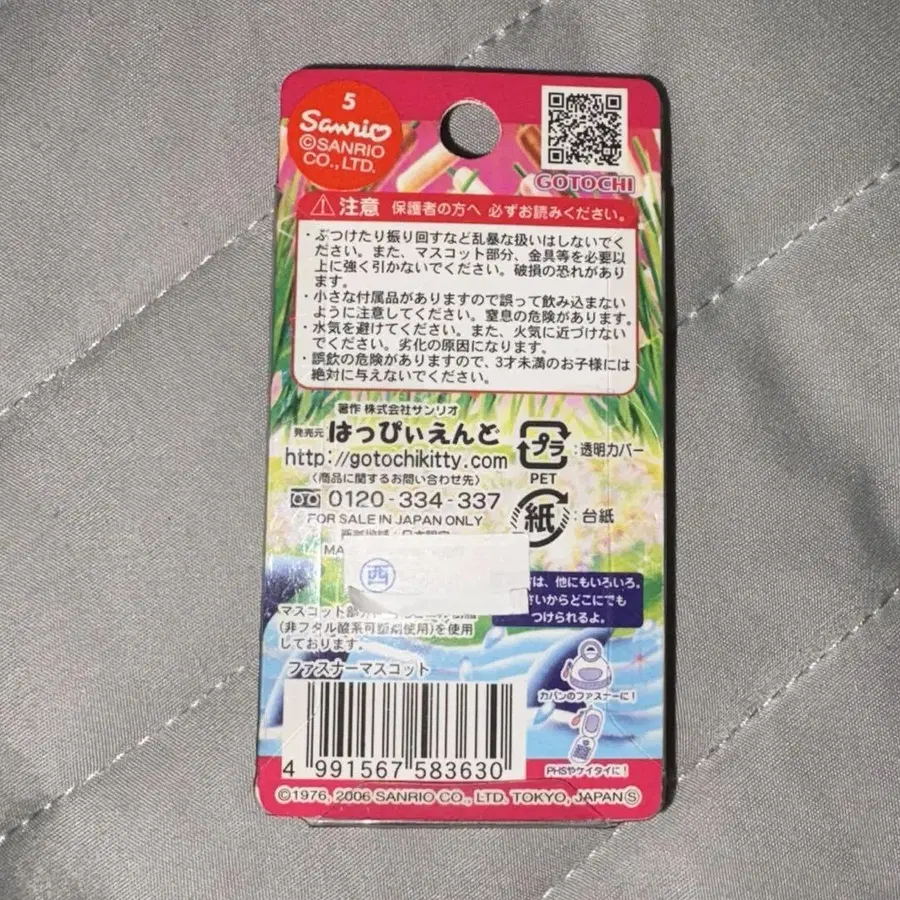 5
Sanrio
©SANRIO
CO., LTD.
GOTOCHI
注意 保護者の方へ 必ずお読みください。
・ぶつけたり振り回すなど乱暴な扱いはしないでく
ださい。また、マスコット部分、金具等を必要以
上に強く引かないでください。破損の恐れがあり
ます。
・小さな付属品がありますので誤って飲み込まない
ように注意してください。窒息の危険があります。
・水気を避けてください。また、火気に近づけない
でください。劣化の原因になります。
・誤飲の危険がありますので、3才未満のお子様には
絶対に与えないでください。
著作 株式会社サンリオ
発売元 はっぴぃえんど
http://gotochikitty.com
〈商品に関するお問い合わせ先〉
0120-334-337
FOR SALE IN JAPAN ONLY
MA
プラ :透明カバー
PET
紙 :台紙
西
は、他にもいろいろ。
さいからどこにでも
つけられるよ。
マスコット部
(非フタル酸系可塑剤使用)を使用
しております。
ファスナーマスコット
カバンのファスナーに!
PHSやケイタイに!
4 991567 583630
©1976, 2006 SANRIO CO., LTD. TOKYO, JAPAN Ⓢ